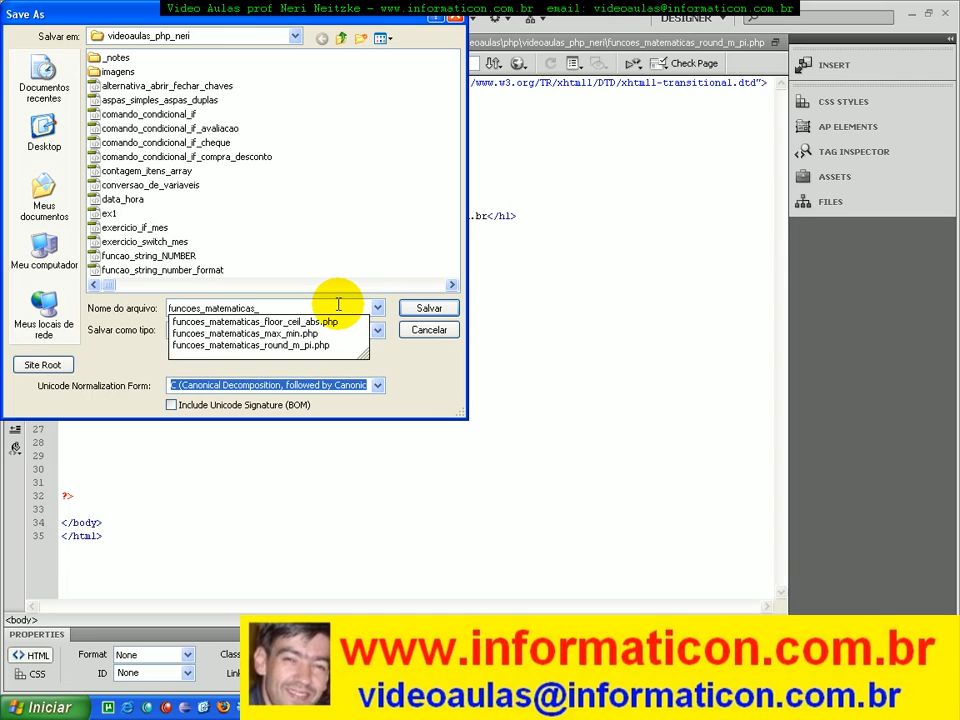 Video Aulas prof Neri Neitzke - www.informaticon.com.br  email: videoaulas@informaticon.com.br
Save As
DESIGNER
Salvar em:
videoaulas_php_neri
aulas\php\videoaulas_php_neri\funcoes_matematicas_round_m_pi.php
Check Page
/www.w3.org/TR/xhtml1/DTD/xhtml1-transitional.dtd">
Documentos recentes
Desktop
Meus documentos
Meu computador
Meus locais de rede
_notes
imagens
alternativa_abrir_fechar_chaves
aspas_simples_aspas_duplas
comando_condicional_if
comando_condicional_if_avaliacao
comando_condicional_if_cheque
comando_condicional_if_compra_desconto
contagem_itens_array
conversao_de_variaveis
data_hora
ex1
exercicio_if_mes
exercicio_switch_mes
funcao_string_NUMBER
funcao_string_number_format
.br</h1>
INSERT
CSS STYLES
AP ELEMENTS
TAG INSPECTOR
ASSETS
FILES
Nome do arquivo:
funcoes_matematicas_
Salvar
funcoes_matematicas_floor_ceil_abs.php
funcoes_matematicas_max_min.php
funcoes_matematicas_round_m_pi.php
Salvar como tipo:
Cancelar
Site Root
Unicode Normalization Form:
C (Canonical Decomposition, followed by Canonic
Include Unicode Signature (BOM)
27
28
29
30
31
32 ?>
33
34 </body>
35 </html>
<body>
PROPERTIES
HTML
CSS
Format
None
Class
ID
None
Link
www.informaticon.com.br
videoaulas@informaticon.com.br
Iniciar